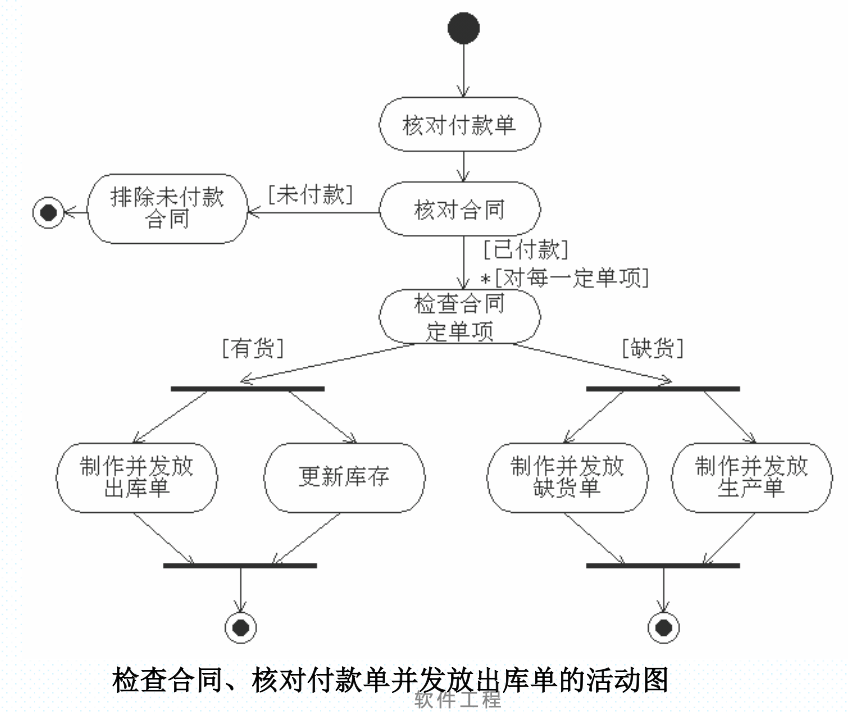 核对付款单
排除未付款
合同
[未付款]
核对合同
[已付款]
*[对每一定单项]
检查合同
定单项
[有货]
[缺货]
制作并发放
出库单
更新库存
制作并发放
缺货单
制作并发放
生产单
检查合同、核对付款单并发放出库单的活动图
软件工程